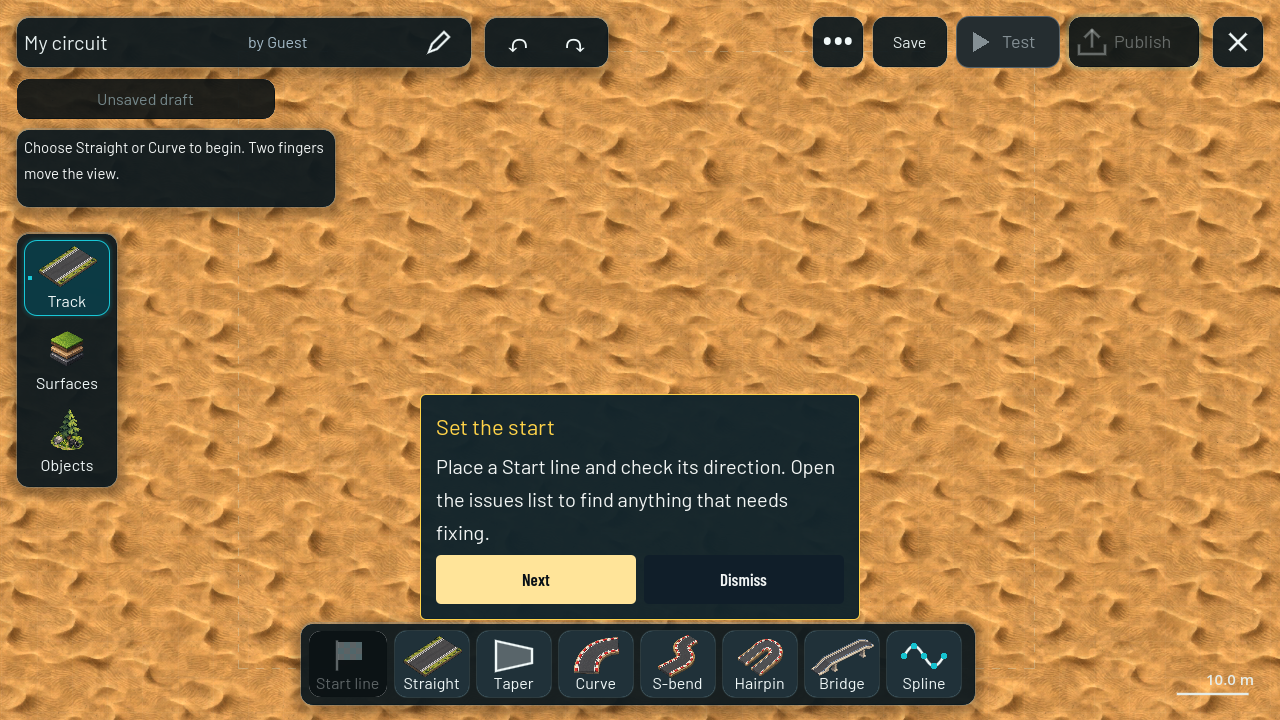 My circuit
by Guest
Save
Test
Publish
Unsaved draft
Choose Straight or Curve to begin. Two fingers
move the view.
Track
Surfaces
Objects
Set the start
Place a Start line and check its direction. Open
the issues list to find anything that needs
fixing.
Next
Dismiss
Start line
Straight
Taper
Curve
S-bend
Hairpin
Bridge
Spline
10.0 m